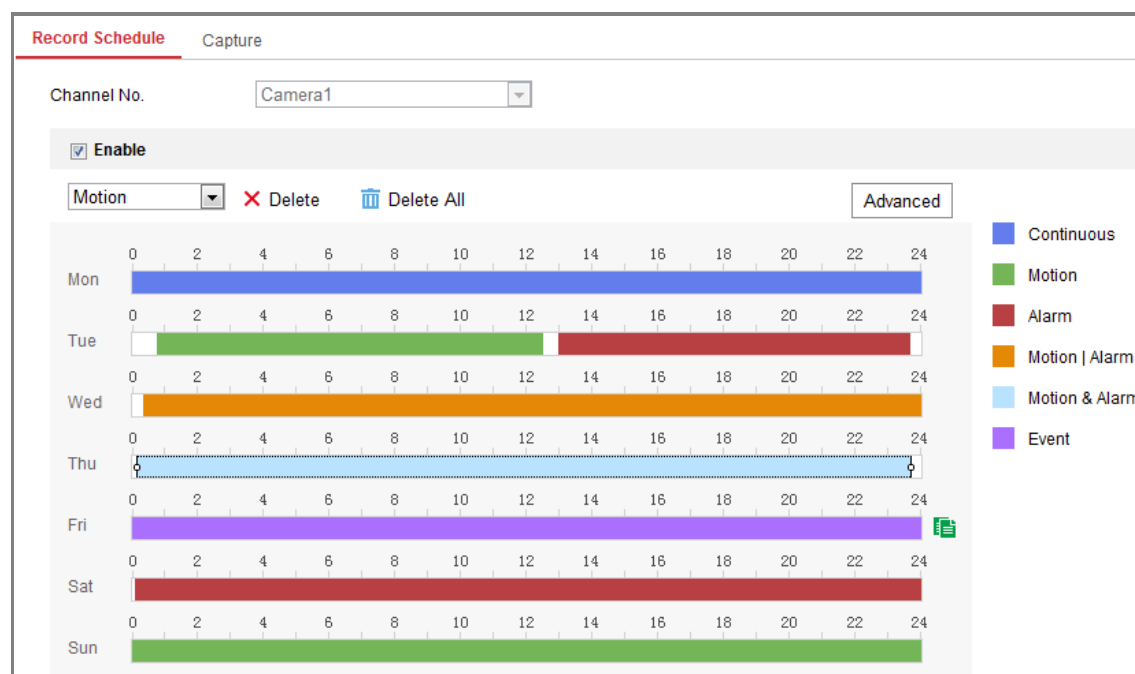 Record Schedule Capture
Channel No. Camera1
Enable
Motion Delete Delete All Advanced
0 2 4 6 8 10 12 14 16 18 20 22 24
Mon
0 2 4 6 8 10 12 14 16 18 20 22 24
Tue
0 2 4 6 8 10 12 14 16 18 20 22 24
Wed
0 2 4 6 8 10 12 14 16 18 20 22 24
Thu
0 2 4 6 8 10 12 14 16 18 20 22 24
Fri
0 2 4 6 8 10 12 14 16 18 20 22 24
Sat
0 2 4 6 8 10 12 14 16 18 20 22 24
Sun
Continuous
Motion
Alarm
Motion | Alarm
Motion & Alarm
Event